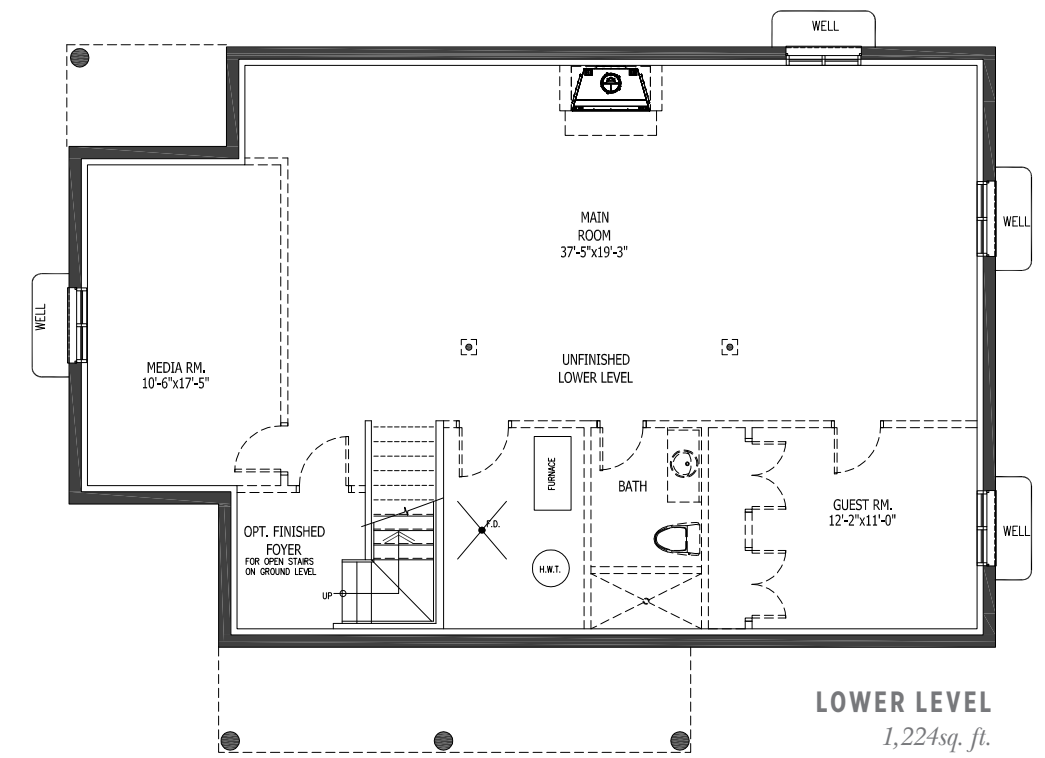 WELL
MAIN
ROOM
37'-5"x19'-3"
WELL
WELL
MEDIA RM.
10'-6"x17'-5"
UNFINISHED
LOWER LEVEL
FURNACE
BATH
GUEST RM.
12'-2"x11'-0"
WELL
F.D.
OPT. FINISHED
FOYER
FOR OPEN STAIRS
ON GROUND LEVEL
H.W.T.
UP
LOWER LEVEL
1,224sq. ft.